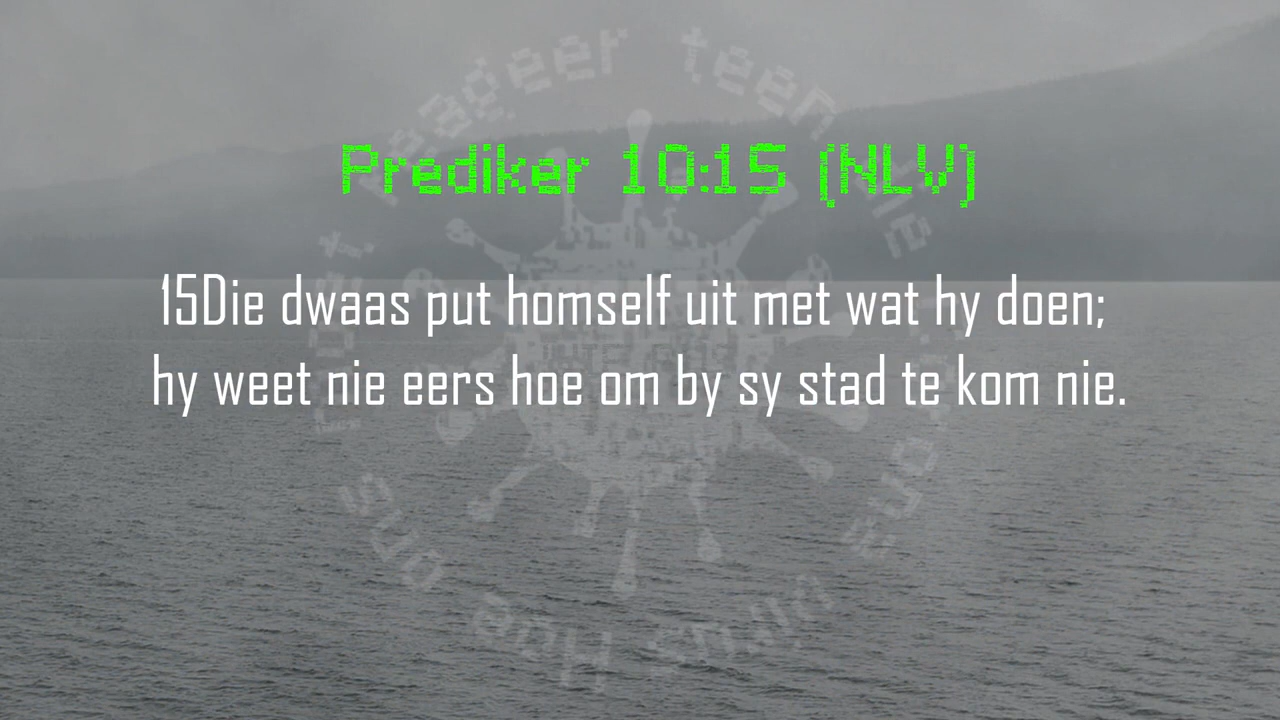 Prediker 10:15 (NLV)
15Die dwaas put homself uit met wat hy doen;
hy weet nie eers hoe om by sy stad te kom nie.